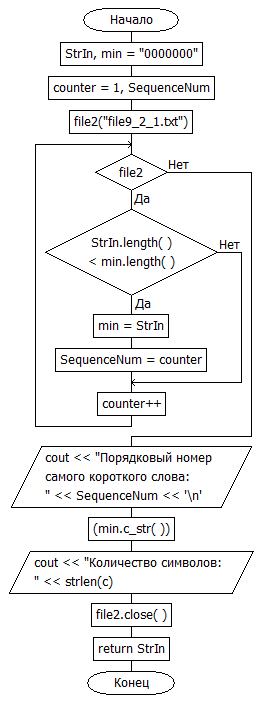 Начало
StrIn, min = "0000000"
counter = 1, SequenceNum
file2("file9_2_1.txt")
file2
Нет
Да
StrIn.length( )
< min.length( )
Нет
Да
min = StrIn
SequenceNum = counter
counter++
cout << "Порядковый номер
самого короткого слова:
" << SequenceNum << '\n'
(min.c_str( ))
cout << "Количество символов:
" << strlen(c)
file2.close( )
return StrIn
Конец